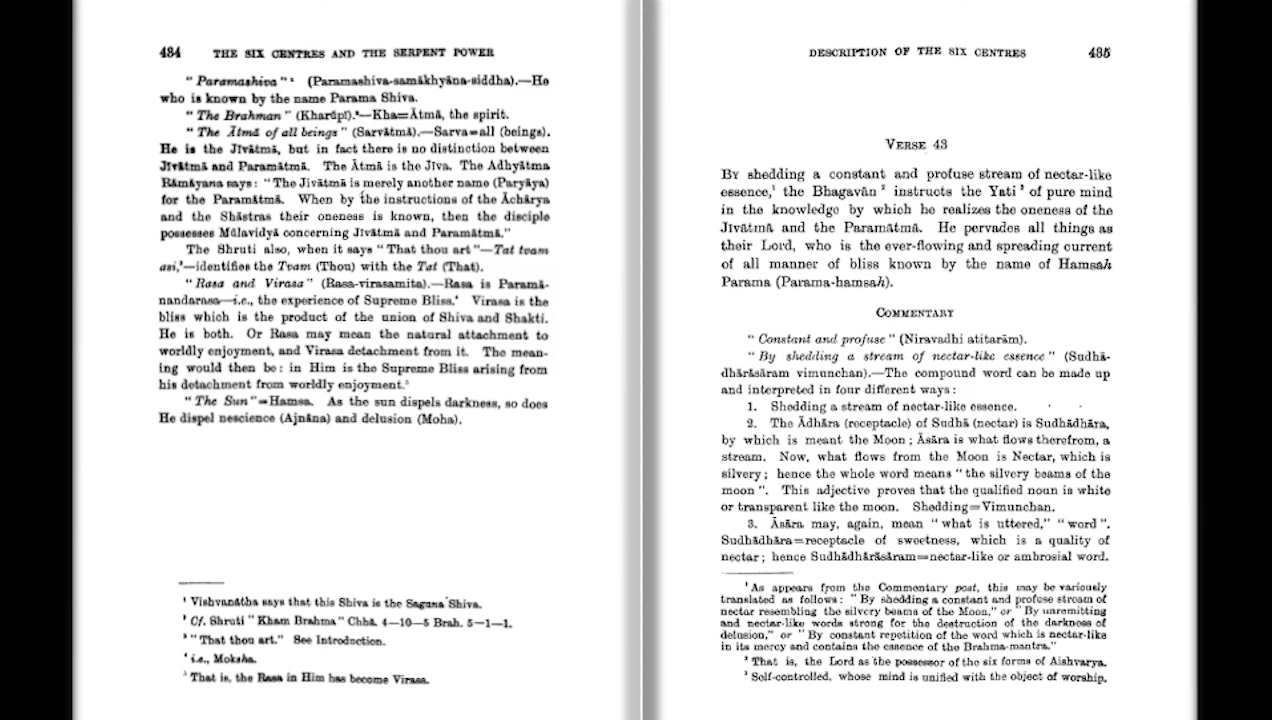 484 THE SIX CENTRES AND THE SERPENT POWER
"Paramashiva"¹ (Paramashiva-samākhyāna-siddha).—He
who is known by the name Parama Shiva.
"The Brahman" (Kharūpī).²—Kha=Ātmā, the spirit.
"The Ātmā of all beings" (Sarvātmā).—Sarva=all (beings).
He is the Jīvātmā, but in fact there is no distinction between
Jīvātmā and Paramātmā. The Ātmā is the Jīva. The Adhyātma
Rāmāyana says: "The Jīvātmā is merely another name (Paryāya)
for the Paramātmā. When by the instructions of the Āchārya
and the Shāstras their oneness is known, then the disciple
possesses Mūlavidyā concerning Jīvātmā and Paramātmā."
The Shruti also, when it says "That thou art"—Tat tvam
asi,³—identifies the Tvam (Thou) with the Tat (That).
"Rasa and Virasa" (Rasa-virasamita).—Rasa is Paramā-
nandarasa—i.e., the experience of Supreme Bliss.⁴ Virasa is the
bliss which is the product of the union of Shiva and Shakti.
He is both. Or Rasa may mean the natural attachment to
worldly enjoyment, and Virasa detachment from it. The mean-
ing would then be: in Him is the Supreme Bliss arising from
his detachment from worldly enjoyment.⁵
"The Sun"=Hamsa. As the sun dispels darkness, so does
He dispel nescience (Ajnāna) and delusion (Moha).
¹ Vishvanātha says that this Shiva is the Saguna Shiva.
² Cf. Shruti "Kham Brahma" Chhā. 4—10—5 Brah. 5—1—1.
³ "That thou art." See Introduction.
⁴ i.e., Moksha.
⁵ That is, the Rasa in Him has become Virasa.
DESCRIPTION OF THE SIX CENTRES 485
VERSE 43
BY shedding a constant and profuse stream of nectar-like
essence,¹ the Bhagavān² instructs the Yati³ of pure mind
in the knowledge by which he realizes the oneness of the
Jīvātmā and the Paramātmā. He pervades all things as
their Lord, who is the ever-flowing and spreading current
of all manner of bliss known by the name of Hamsah
Parama (Parama-hamsah).
COMMENTARY
"Constant and profuse" (Niravadhi atitarām).
"By shedding a stream of nectar-like essence" (Sudhā-
dhārāsāram vimunchan).—The compound word can be made up
and interpreted in four different ways:
1. Shedding a stream of nectar-like essence.
2. The Ādhāra (receptacle) of Sudhā (nectar) is Sudhādhāra,
by which is meant the Moon; Āsāra is what flows therefrom, a
stream. Now, what flows from the Moon is Nectar, which is
silvery; hence the whole word means "the silvery beams of the
moon". This adjective proves that the qualified noun is white
or transparent like the moon. Shedding=Vimunchan.
3. Āsāra may, again, mean "what is uttered," "word".
Sudhādhāra=receptacle of sweetness, which is a quality of
nectar; hence Sudhādhārāsāram=nectar-like or ambrosial word.
¹ As appears from the Commentary post, this may be variously
translated as follows: "By shedding a constant and profuse stream of
nectar resembling the silvery beams of the Moon," or "By unremitting
and nectar-like words strong for the destruction of the darkness of
delusion," or "By constant repetition of the word which is nectar-like
in its mercy and contains the essence of the Brahma-mantra."
² That is, the Lord as the possessor of the six forms of Aishvarya.
³ Self-controlled, whose mind is unified with the object of worship.